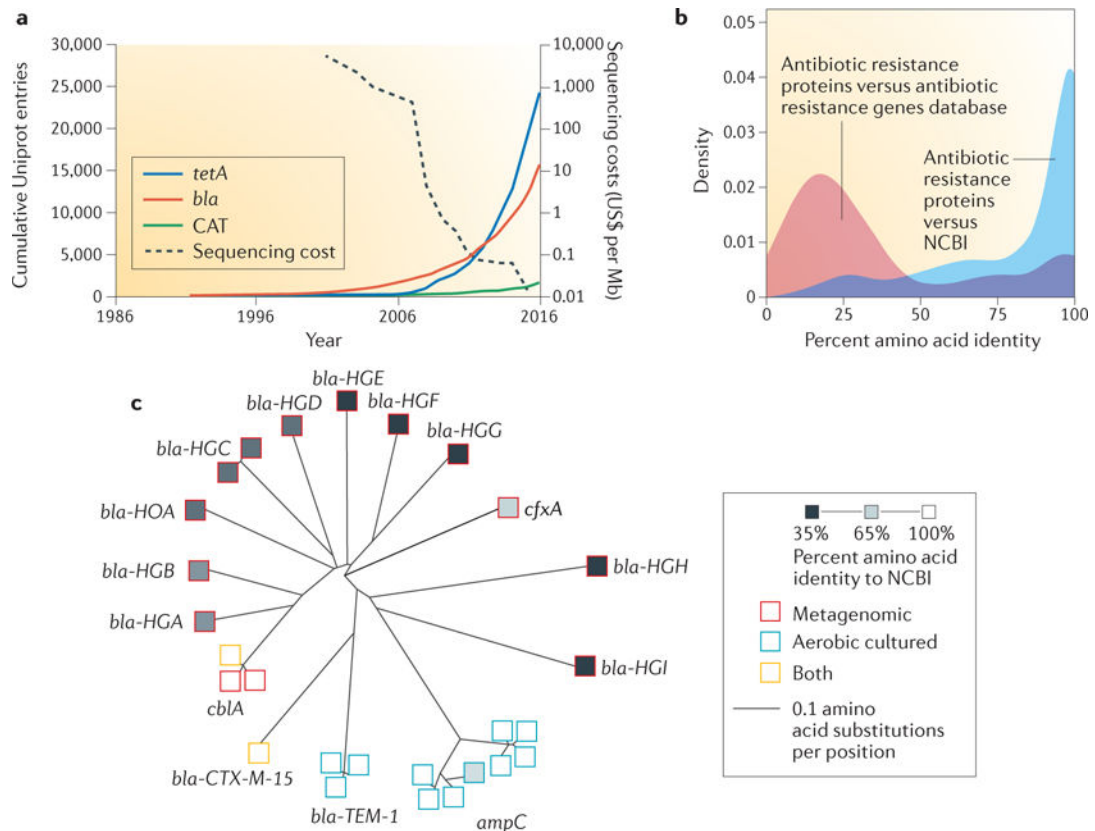 a
30,000
25,000
20,000
15,000
10,000
5,000
0
Cumulative Uniprot entries
1986
1996
2006
2016
Year
10,000
1,000
100
10
1
0.1
0.01
Sequencing costs (US$ per Mb)
tetA
bla
CAT
Sequencing cost
b
0.05
0.04
0.03
0.02
0.01
0
Density
0
25
50
75
100
Percent amino acid identity
Antibiotic resistance
proteins versus antibiotic
resistance genes database
Antibiotic
resistance
proteins
versus
NCBI
c
bla-HGE
bla-HGD
bla-HGF
bla-HGG
bla-HGC
cfxA
bla-HOA
bla-HGH
bla-HGB
bla-HGA
bla-HGI
cblA
bla-CTX-M-15
bla-TEM-1
ampC
35%
65%
100%
Percent amino acid
identity to NCBI
Metagenomic
Aerobic cultured
Both
0.1 amino
acid substitutions
per position